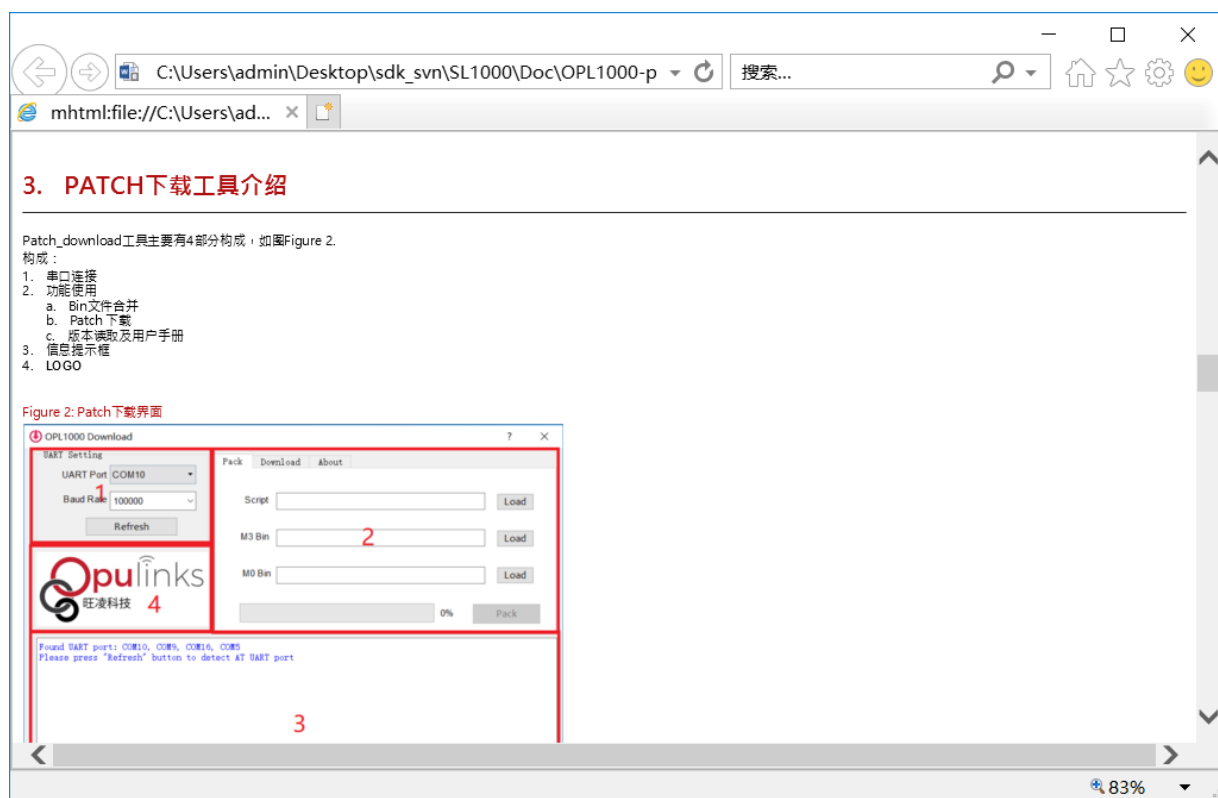 C:\Users\admin\Desktop\sdk_svn\SL1000\Doc\OPL1000-p
搜索...
mhtml:file://C:\Users\ad...
3. PATCH下载工具介绍
Patch_download工具主要有4部分构成，如图Figure 2.
构成：
1. 串口连接
2. 功能使用
a. Bin文件合并
b. Patch 下载
c. 版本读取及用户手册
3. 信息提示框
4. LOGO
Figure 2: Patch下载界面
OPL1000 Download
UART Setting
UART Port COM10
Baud Rate 100000
Refresh
1
Pack Download About
Script Load
M3 Bin Load
M0 Bin Load
0% Pack
2
Opulinks
旺凌科技
4
Found UART port: COM10, COM9, COM16, COM5
Please press "Refresh" button to detect AT UART port
3
83%